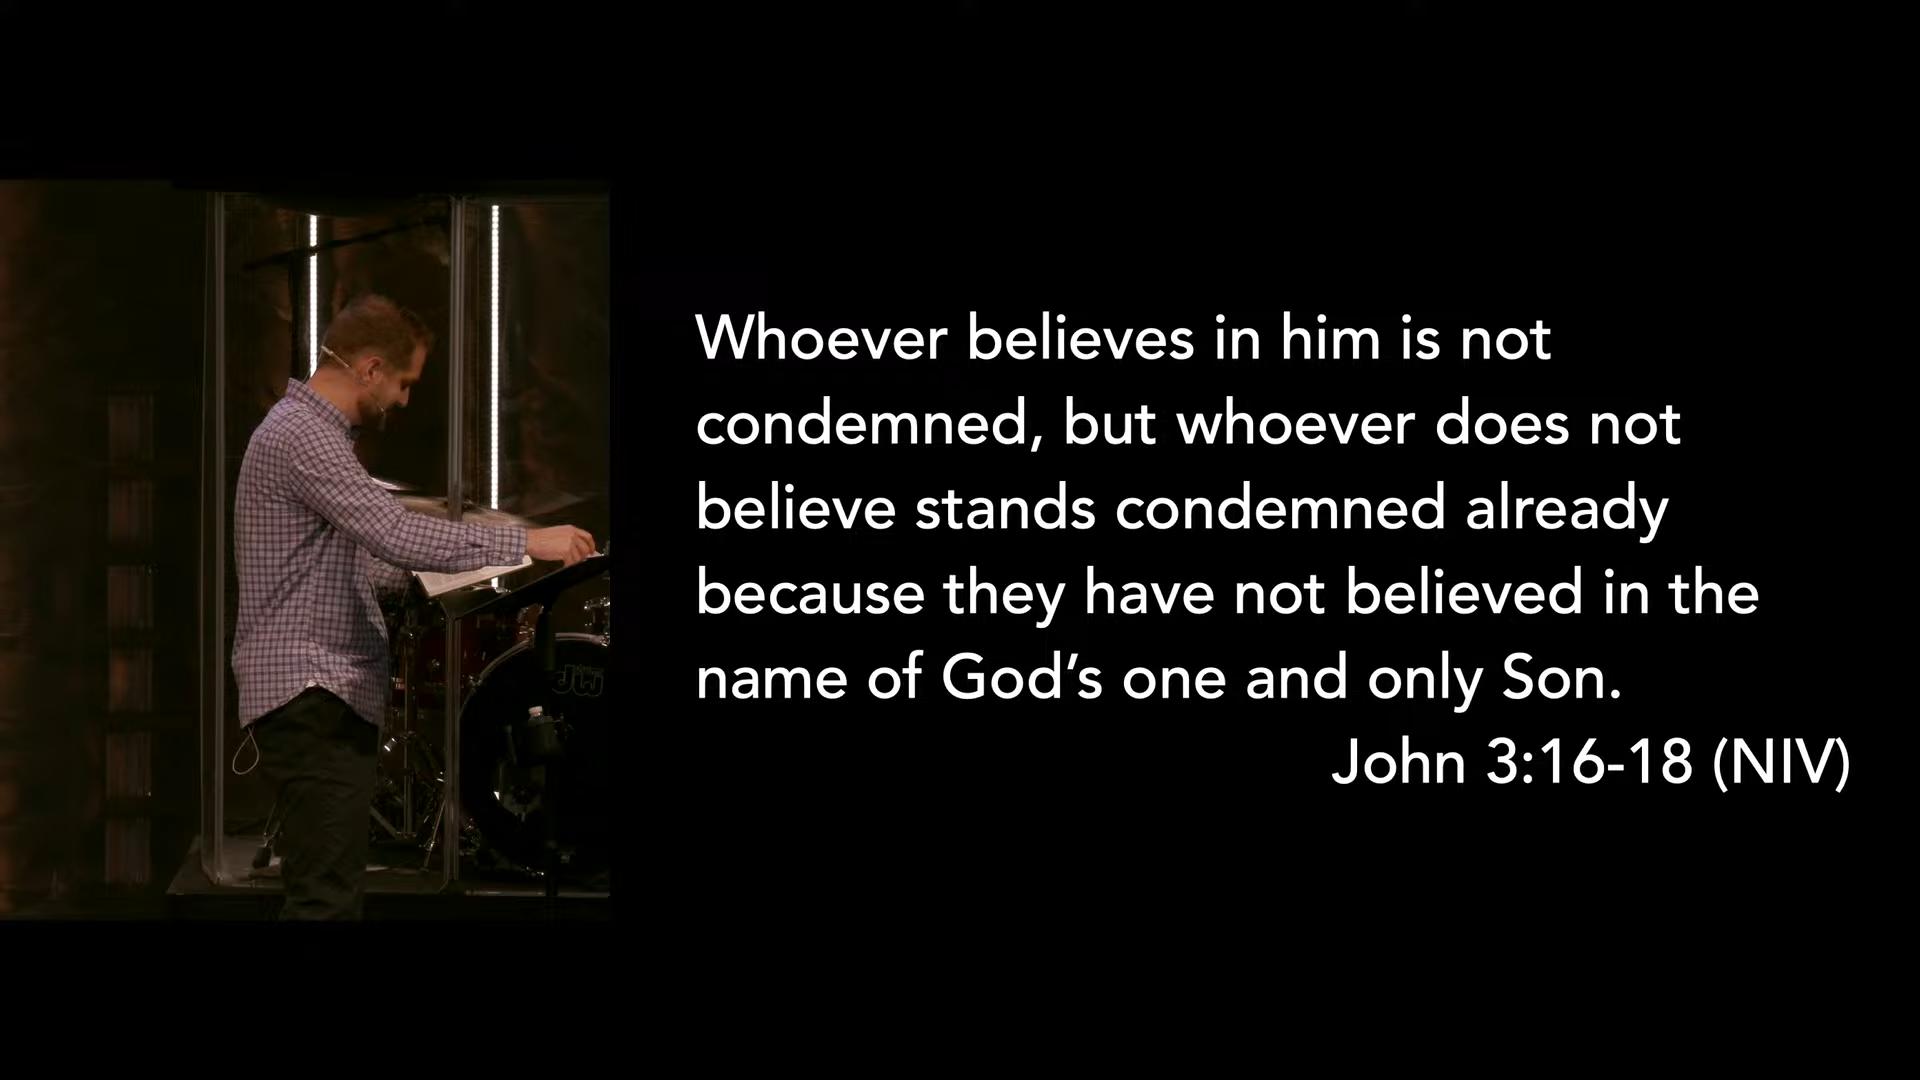 Whoever believes in him is not
condemned, but whoever does not
believe stands condemned already
because they have not believed in the
name of God’s one and only Son.
John 3:16-18 (NIV)
dw